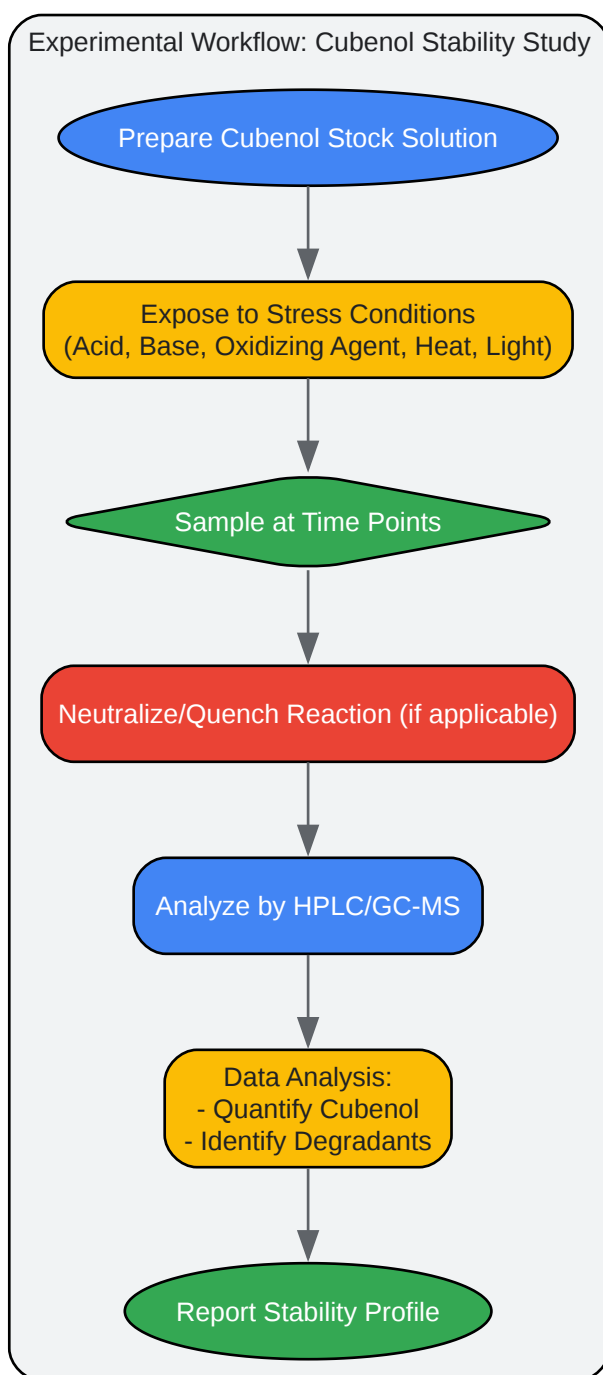 Experimental Workflow: Cubenol Stability Study
Prepare Cubenol Stock Solution
Expose to Stress Conditions
(Acid, Base, Oxidizing Agent, Heat, Light)
Sample at Time Points
Neutralize/Quench Reaction (if applicable)
Analyze by HPLC/GC-MS
Data Analysis:
- Quantify Cubenol
- Identify Degradants
Report Stability Profile